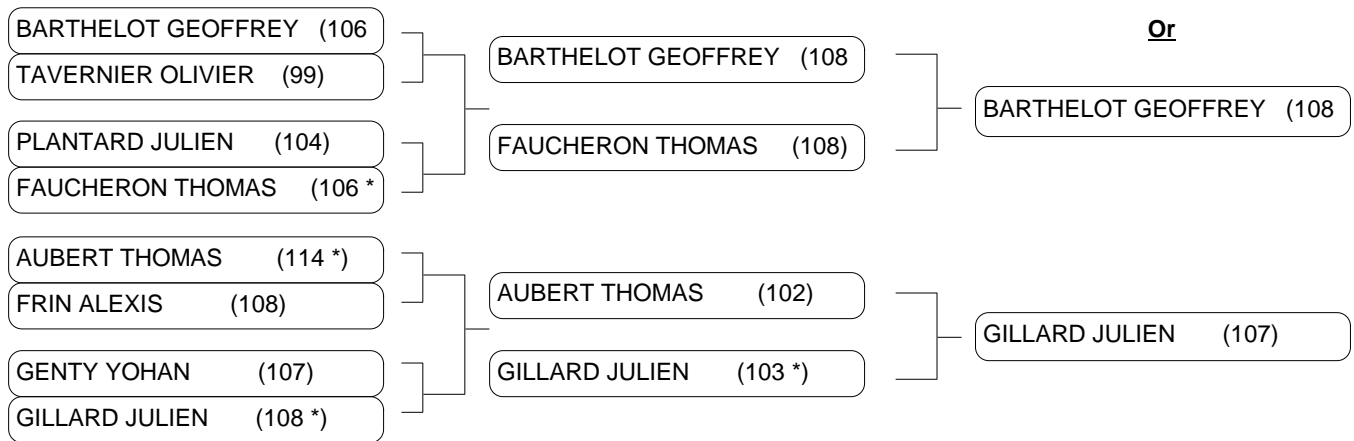 BARTHELOT GEOFFREY (106
TAVERNIER OLIVIER (99)
PLANTARD JULIEN (104)
FAUCHERON THOMAS (106 *
AUBERT THOMAS (114 *)
FRIN ALEXIS (108)
GENTY YOHAN (107)
GILLARD JULIEN (108 *)
BARTHELOT GEOFFREY (108
FAUCHERON THOMAS (108)
AUBERT THOMAS (102)
GILLARD JULIEN (103 *)
Or
BARTHELOT GEOFFREY (108
GILLARD JULIEN (107)